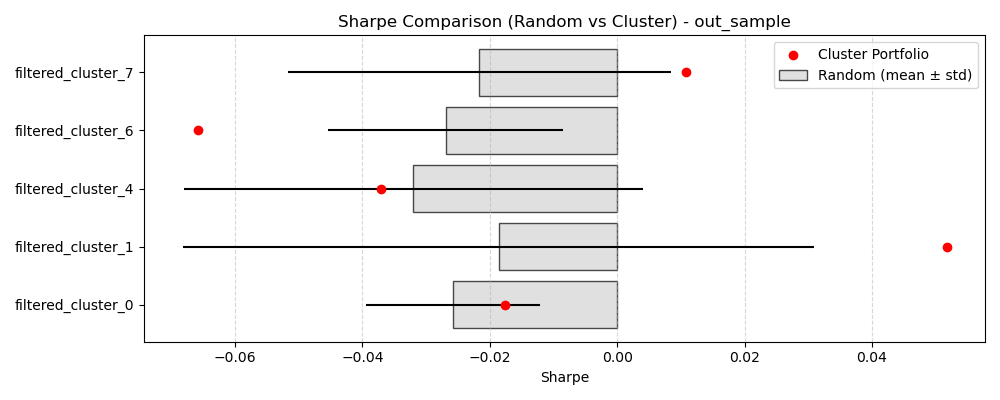 Sharpe Comparison (Random vs Cluster) - out_sample
Cluster Portfolio
Random (mean ± std)
filtered_cluster_7
filtered_cluster_6
filtered_cluster_4
filtered_cluster_1
filtered_cluster_0
−0.06 −0.04 −0.02 0.00 0.02 0.04
Sharpe